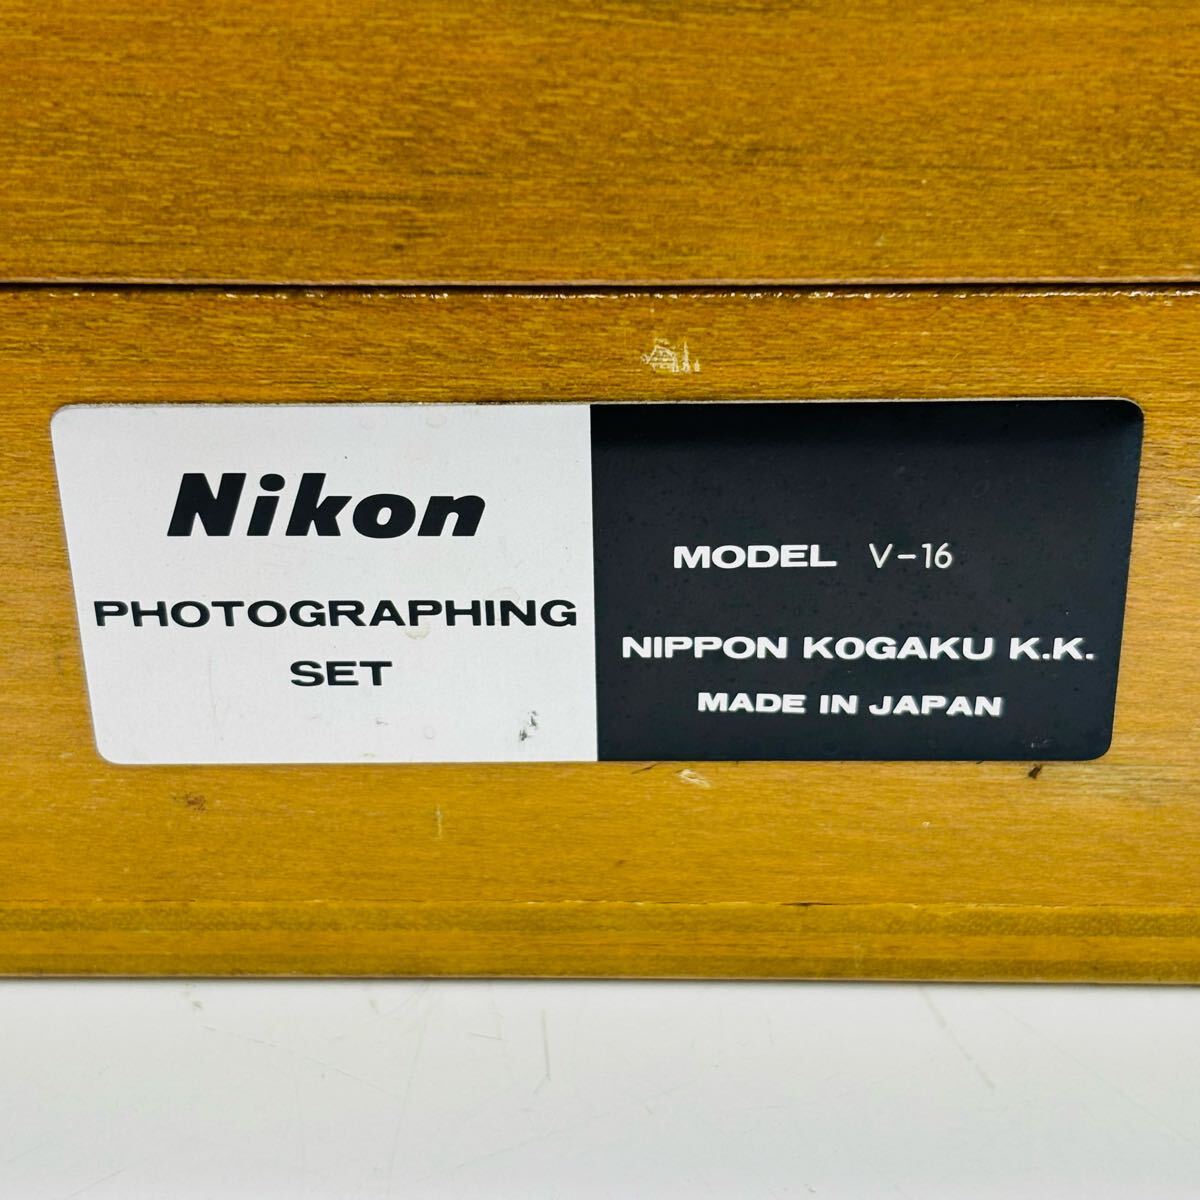 Nikon
PHOTOGRAPHING
SET
MODEL V-16
NIPPON KOGAKU K.K.
MADE IN JAPAN